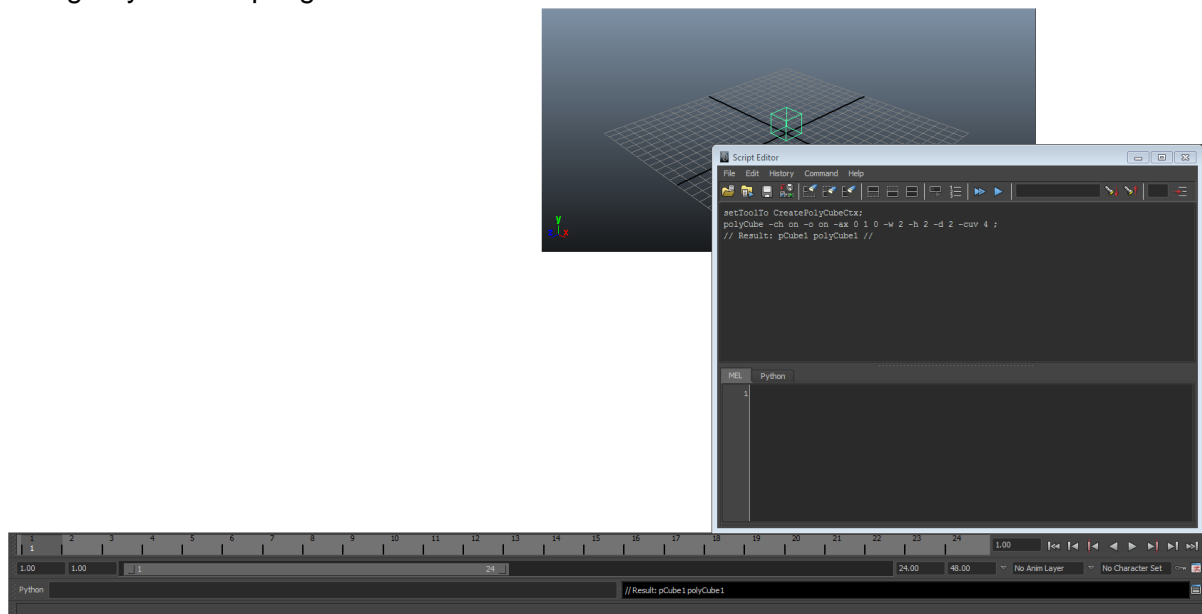 y
x
Script Editor
File Edit History Command Help
setToolTo CreatePolyCubeCtx;
polyCube -ch on -o on -ax 0 1 0 -w 2 -h 2 -d 2 -cuv 4 ;
// Result: pCube1 polyCube1 //
MEL Python
1
1 2 3 4 5 6 7 8 9 10 11 12 13 14 15 16 17 18 19 20 21 22 23 24
1
1.00
1.00 1.00 1 24 24.00 48.00 No Anim Layer No Character Set
Python // Result: pCube1 polyCube1